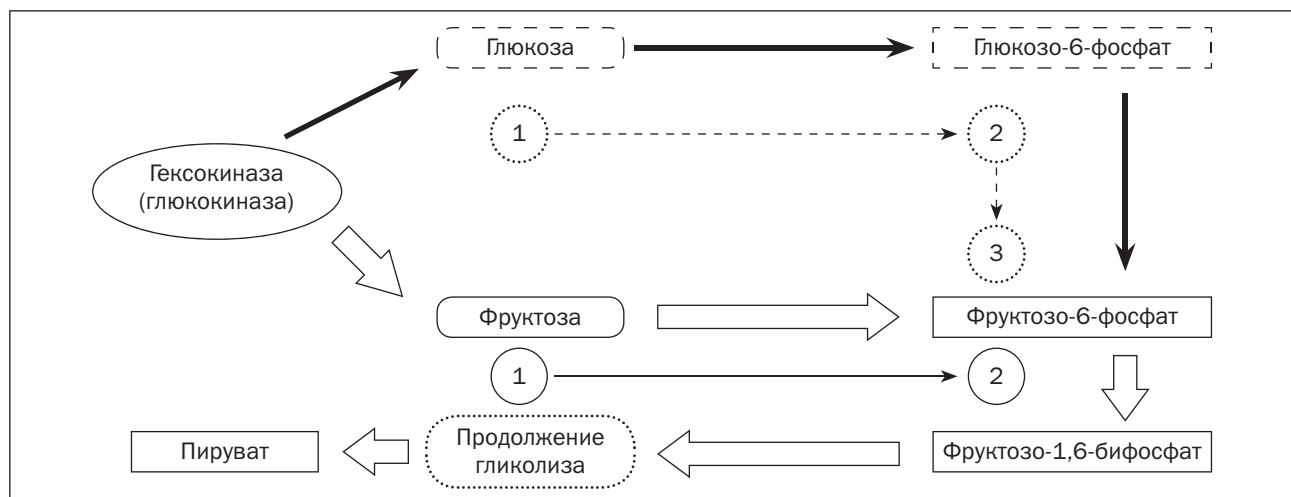 Глюкоза
Глюкозо-6-фосфат
1
2
Гексокиназа
(глюкокиназа)
3
Фруктоза
Фруктозо-6-фосфат
1
2
Пируват
Продолжение
гликолиза
Фруктозо-1,6-бифосфат